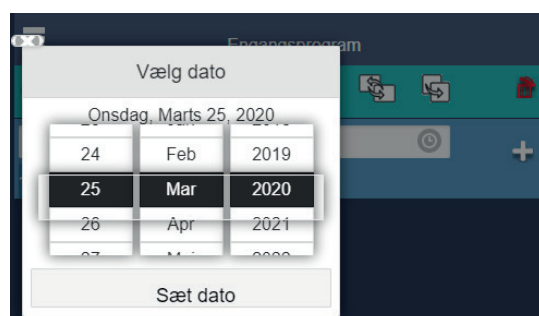 Engangsprogram
Vælg dato
Onsdag, Marts 25, 2020
24 Feb 2019
25 Mar 2020
26 Apr 2021
Sæt dato